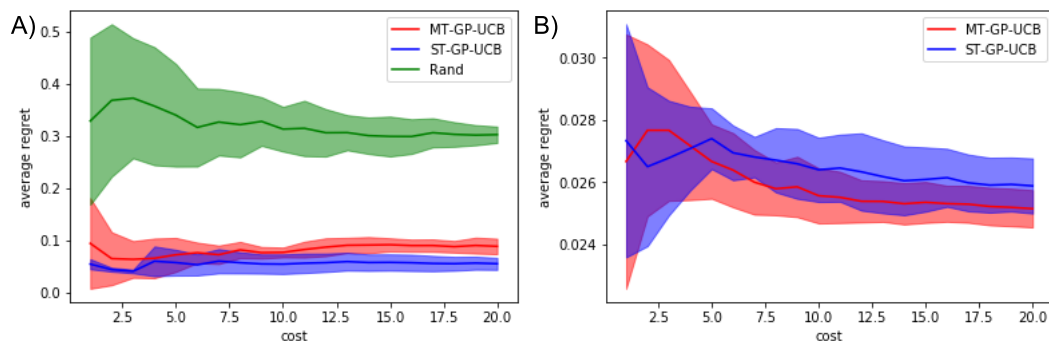 A)
0.5
0.4
0.3
0.2
0.1
0.0
average regret
MT-GP-UCB
ST-GP-UCB
Rand
2.5 5.0 7.5 10.0 12.5 15.0 17.5 20.0
cost
B)
0.030
0.028
0.026
0.024
average regret
MT-GP-UCB
ST-GP-UCB
2.5 5.0 7.5 10.0 12.5 15.0 17.5 20.0
cost